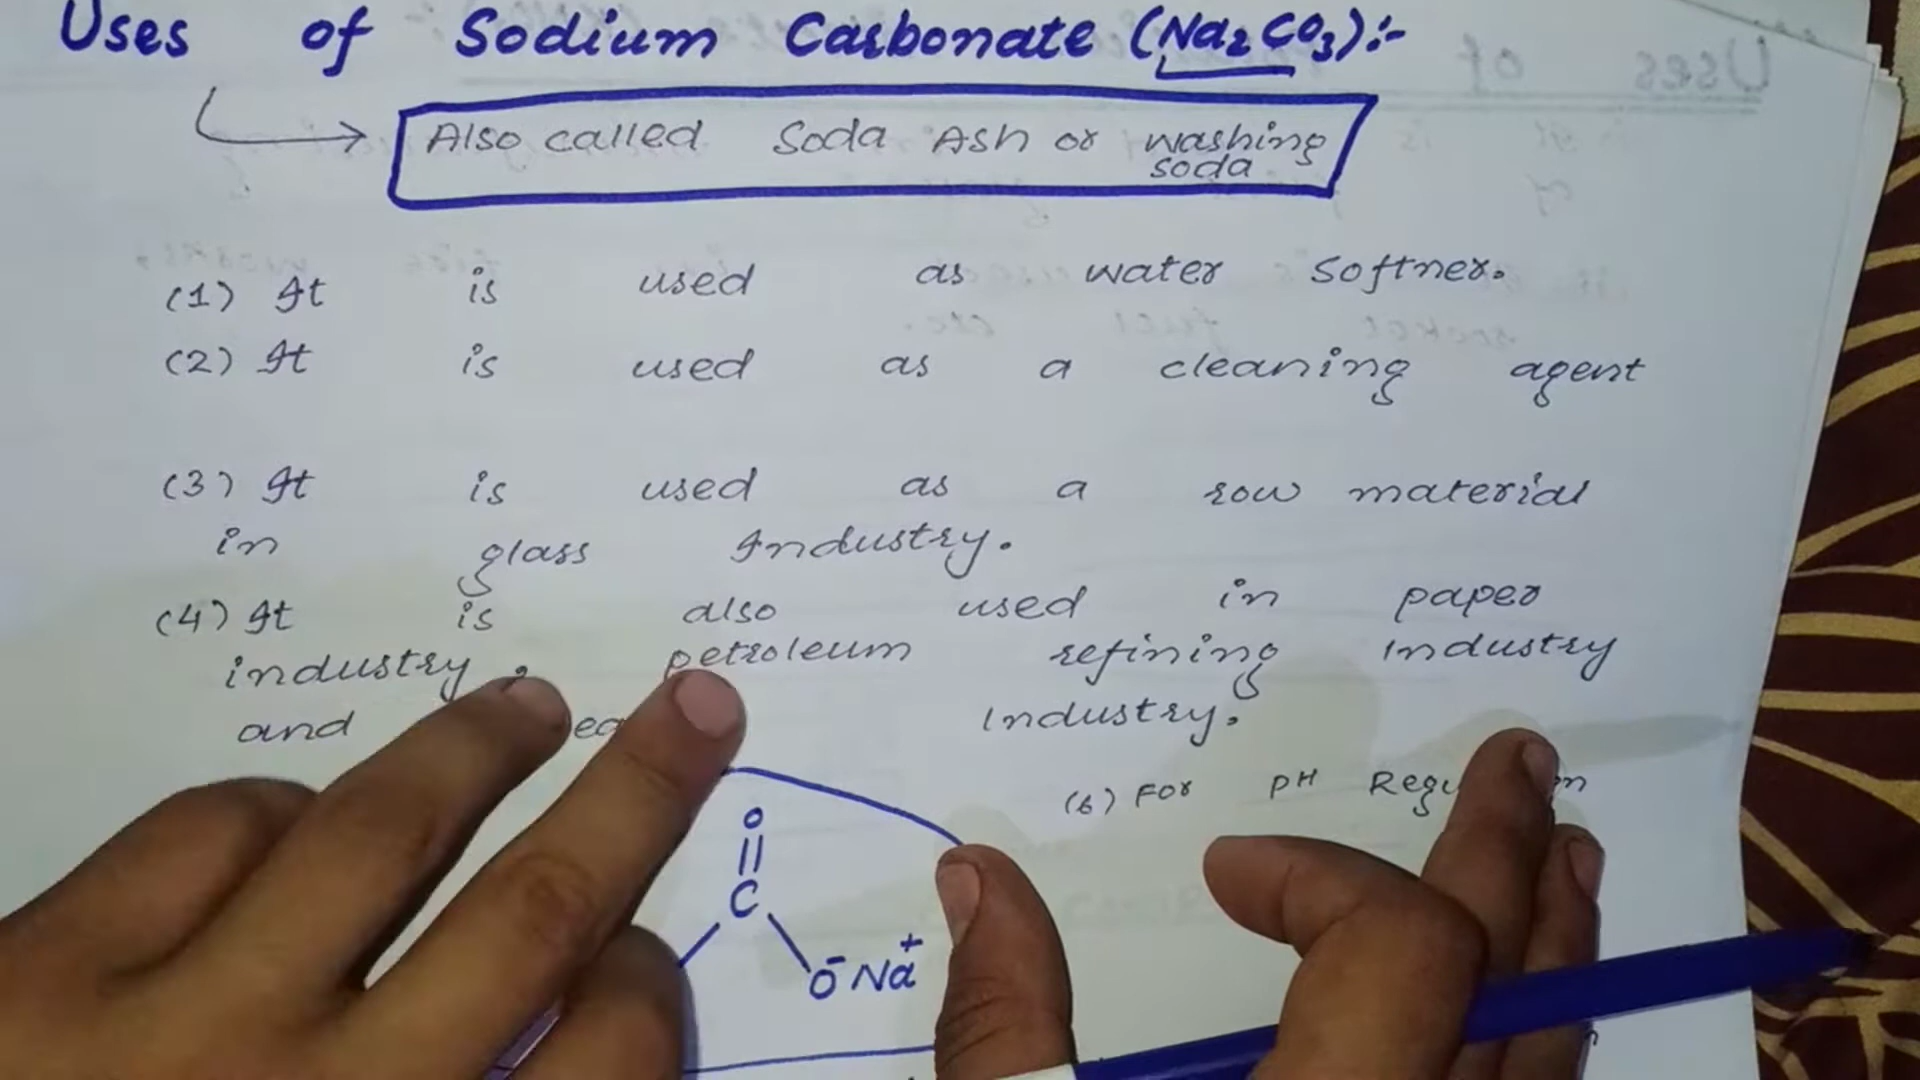 Uses of Sodium Carbonate (Na2CO3):-
Also called Soda Ash or washing
soda
(1) It is used as water softner.
(2) It is used as a cleaning agent
(3) It is used as a row material
in glass Industry.
(4) It is also used in paper
industry, petroleum refining Industry
and Industry.
(6) For pH
O
C
O- Na+